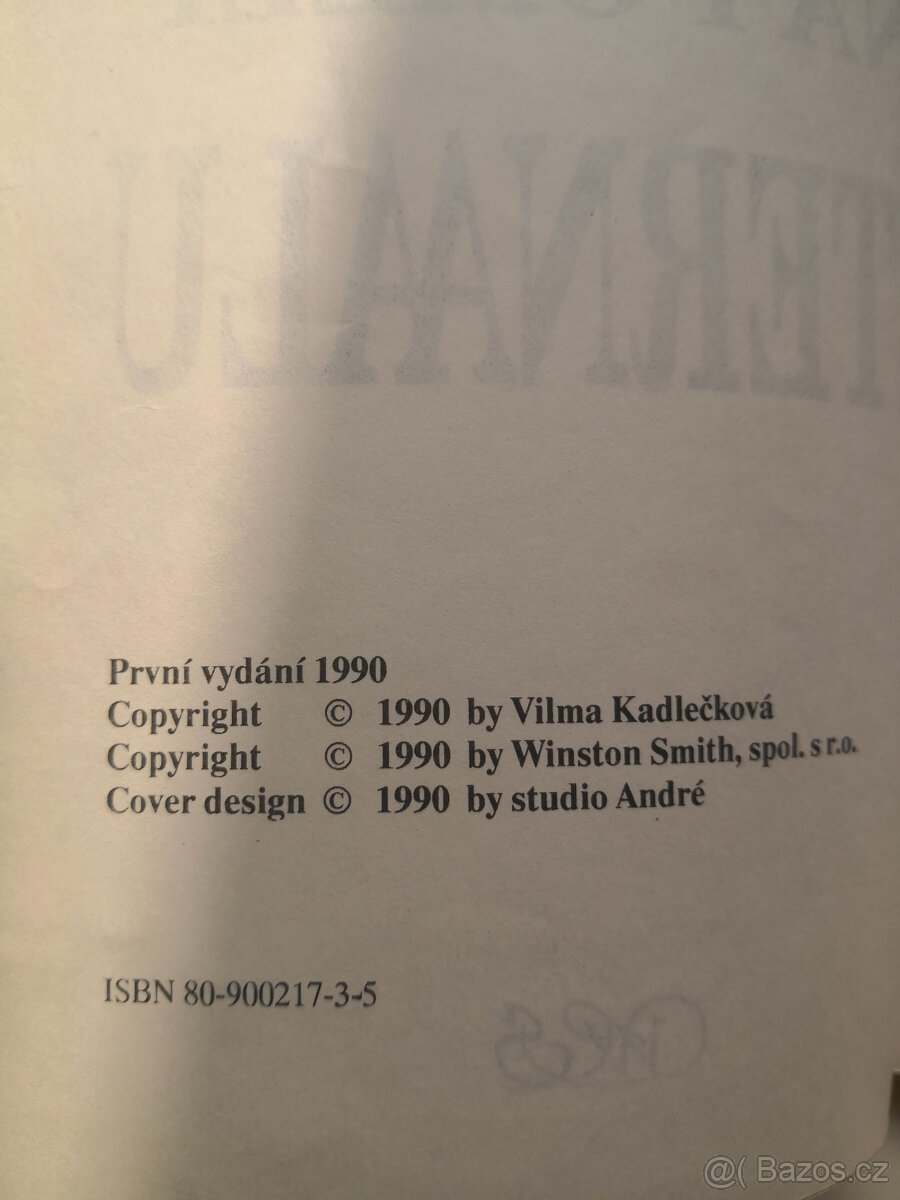 TERNAALU
První vydání 1990
Copyright © 1990 by Vilma Kadlečková
Copyright © 1990 by Winston Smith, spol. s r.o.
Cover design © 1990 by studio André
ISBN 80-900217-3-5
@( Bazos.cz